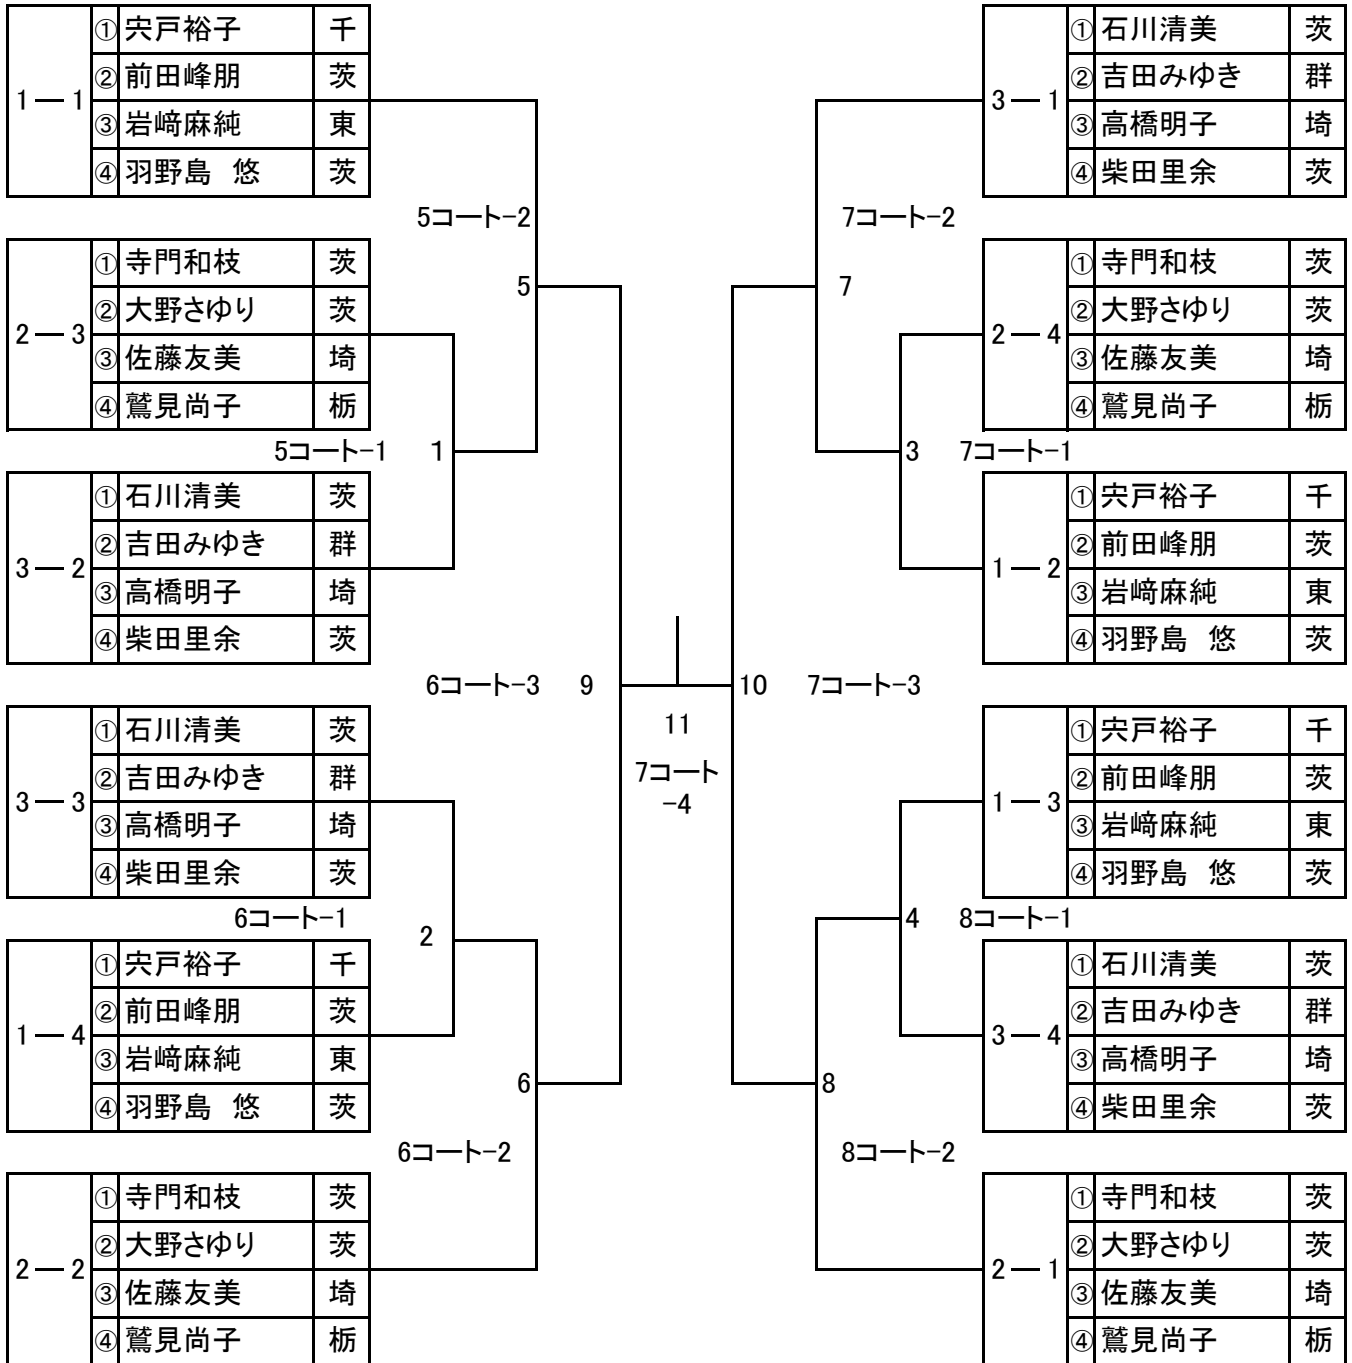 1 ― 1
① 宍戸裕子 千
② 前田峰朋 茨
③ 岩﨑麻純 東
④ 羽野島 悠 茨
5コート-2
5
2 ― 3
① 寺門和枝 茨
② 大野さゆり 茨
③ 佐藤友美 埼
④ 鷲見尚子 栃
5コート-1 1
3 ― 2
① 石川清美 茨
② 吉田みゆき 群
③ 高橋明子 埼
④ 柴田里余 茨
6コート-3 9
3 ― 3
① 石川清美 茨
② 吉田みゆき 群
③ 高橋明子 埼
④ 柴田里余 茨
6コート-1 2
1 ― 4
① 宍戸裕子 千
② 前田峰朋 茨
③ 岩﨑麻純 東
④ 羽野島 悠 茨
6
6コート-2
2 ― 2
① 寺門和枝 茨
② 大野さゆり 茨
③ 佐藤友美 埼
④ 鷲見尚子 栃
11
7コート
-4
3 ― 1
① 石川清美 茨
② 吉田みゆき 群
③ 高橋明子 埼
④ 柴田里余 茨
7コート-2
7
2 ― 4
① 寺門和枝 茨
② 大野さゆり 茨
③ 佐藤友美 埼
④ 鷲見尚子 栃
3 7コート-1
1 ― 2
① 宍戸裕子 千
② 前田峰朋 茨
③ 岩﨑麻純 東
④ 羽野島 悠 茨
10 7コート-3
1 ― 3
① 宍戸裕子 千
② 前田峰朋 茨
③ 岩﨑麻純 東
④ 羽野島 悠 茨
4 8コート-1
3 ― 4
① 石川清美 茨
② 吉田みゆき 群
③ 高橋明子 埼
④ 柴田里余 茨
8
8コート-2
2 ― 1
① 寺門和枝 茨
② 大野さゆり 茨
③ 佐藤友美 埼
④ 鷲見尚子 栃